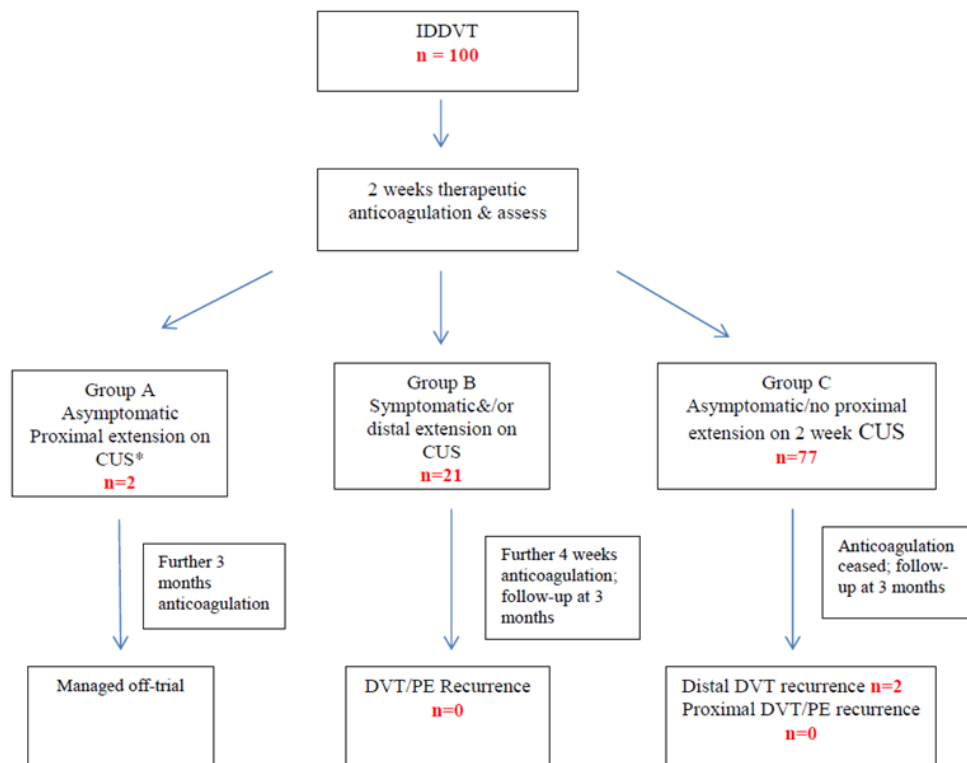 IDDVT
n = 100
2 weeks therapeutic
anticoagulation & assess
Group A
Asymptomatic
Proximal extension on
CUS*
n=2
Group B
Symptomatic&/or
distal extension on
CUS
n=21
Group C
Asymptomatic/no proximal
extension on 2 week CUS
n=77
Further 3
months
anticoagulation
Further 4 weeks
anticoagulation;
follow-up at 3
months
Anticoagulation
ceased; follow-
up at 3 months
Managed off-trial
DVT/PE Recurrence
n=0
Distal DVT recurrence n=2
Proximal DVT/PE recurrence
n=0